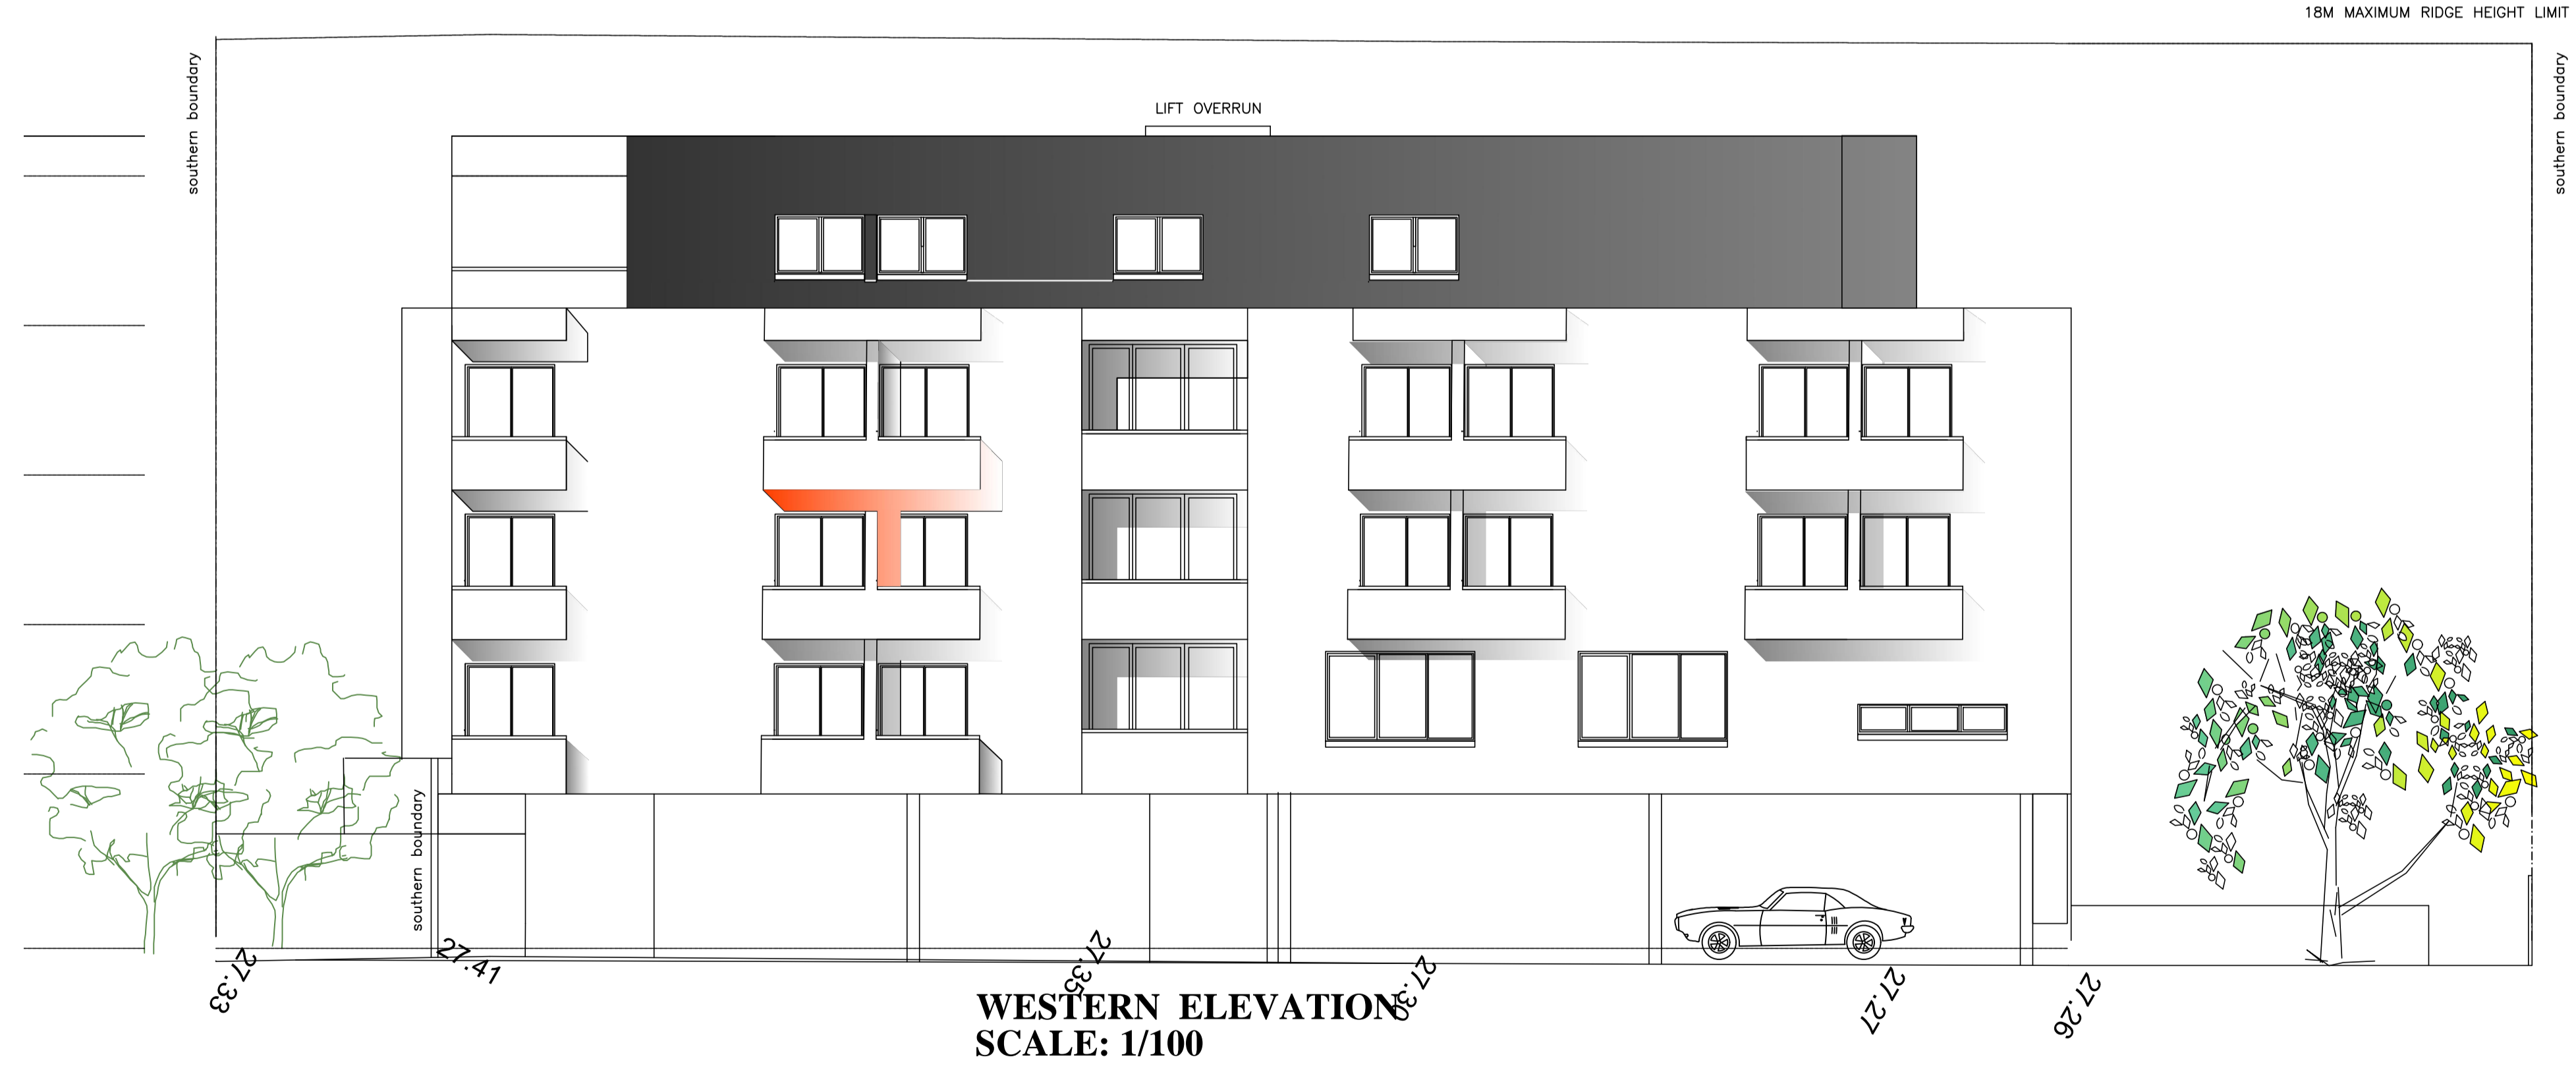 18M MAXIMUM RIDGE HEIGHT LIMIT
southern boundary
southern boundary
LIFT OVERRUN
southern boundary
27.33
27.41
27.35
27.30
27.27
27.26
WESTERN ELEVATION
SCALE: 1/100